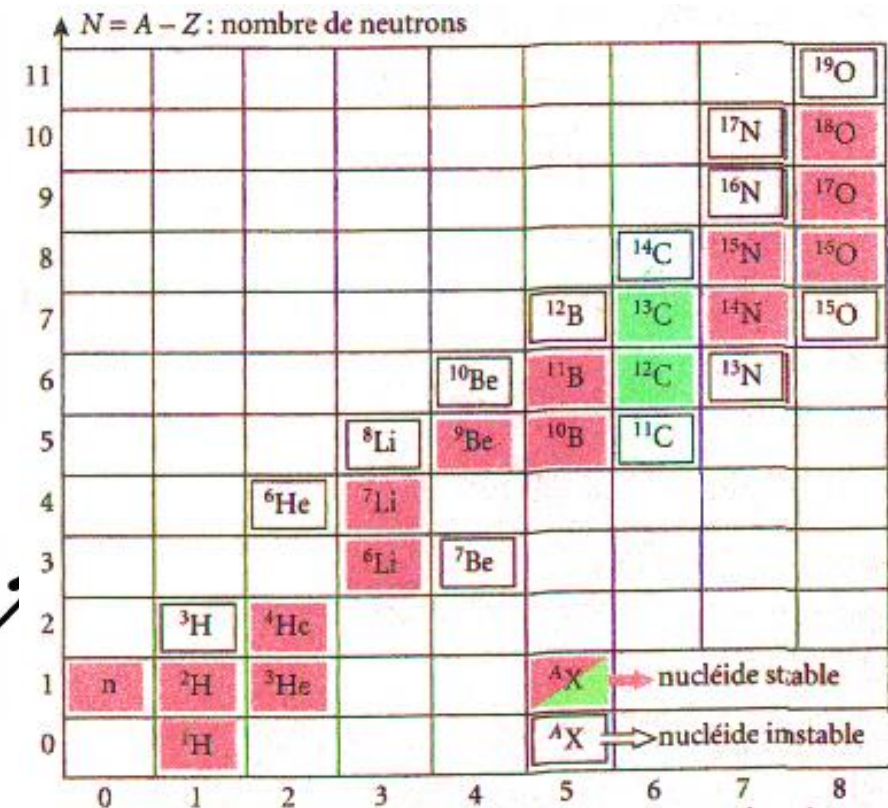 N = A – Z : nombre de neutrons
11 ¹⁹O
10 ¹⁷N ¹⁸O
9 ¹⁶N ¹⁷O
8 ¹⁴C ¹⁵N ¹⁶O
7 ¹²B ¹³C ¹⁴N ¹⁵O
6 ¹⁰Be ¹¹B ¹²C ¹³N
5 ⁸Li ⁹Be ¹⁰B ¹¹C
4 ⁶He ⁷Li
3 ⁶Li ⁷Be
2 ³H ⁴He
1 n ²H ³He ᴬX nucléide stable
0 ¹H ᴬX nucléide instable
0 1 2 3 4 5 6 7 8